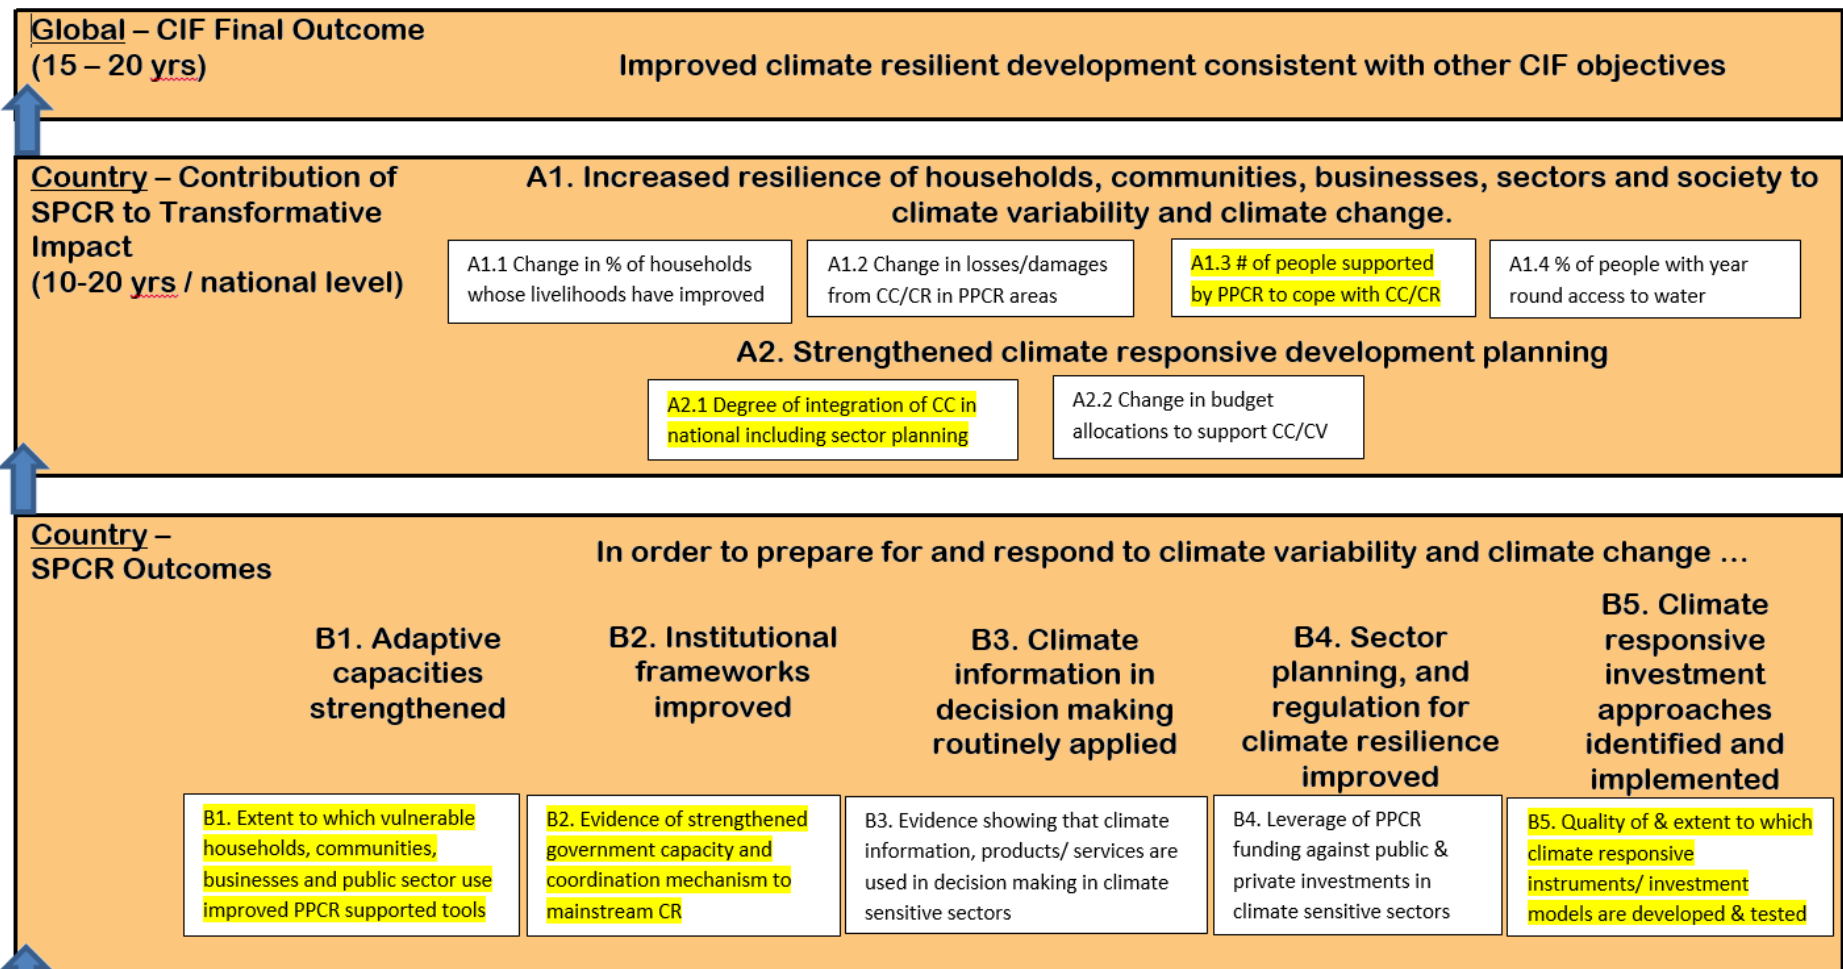 Global – CIF Final Outcome
(15 – 20 yrs)
Improved climate resilient development consistent with other CIF objectives
Country – Contribution of
SPCR to Transformative
Impact
(10-20 yrs / national level)
A1. Increased resilience of households, communities, businesses, sectors and society to
climate variability and climate change.
A1.1 Change in % of households
whose livelihoods have improved
A1.2 Change in losses/damages
from CC/CR in PPCR areas
A1.3 # of people supported
by PPCR to cope with CC/CR
A1.4 % of people with year
round access to water
A2. Strengthened climate responsive development planning
A2.1 Degree of integration of CC in
national including sector planning
A2.2 Change in budget
allocations to support CC/CV
Country –
SPCR Outcomes
In order to prepare for and respond to climate variability and climate change ...
B1. Adaptive
capacities
strengthened
B2. Institutional
frameworks
improved
B3. Climate
information in
decision making
routinely applied
B4. Sector
planning, and
regulation for
climate resilience
improved
B5. Climate
responsive
investment
approaches
identified and
implemented
B1. Extent to which vulnerable
households, communities,
businesses and public sector use
improved PPCR supported tools
B2. Evidence of strengthened
government capacity and
coordination mechanism to
mainstream CR
B3. Evidence showing that climate
information, products/ services are
used in decision making in climate
sensitive sectors
B4. Leverage of PPCR
funding against public &
private investments in
climate sensitive sectors
B5. Quality of & extent to which
climate responsive
instruments/ investment
models are developed & tested